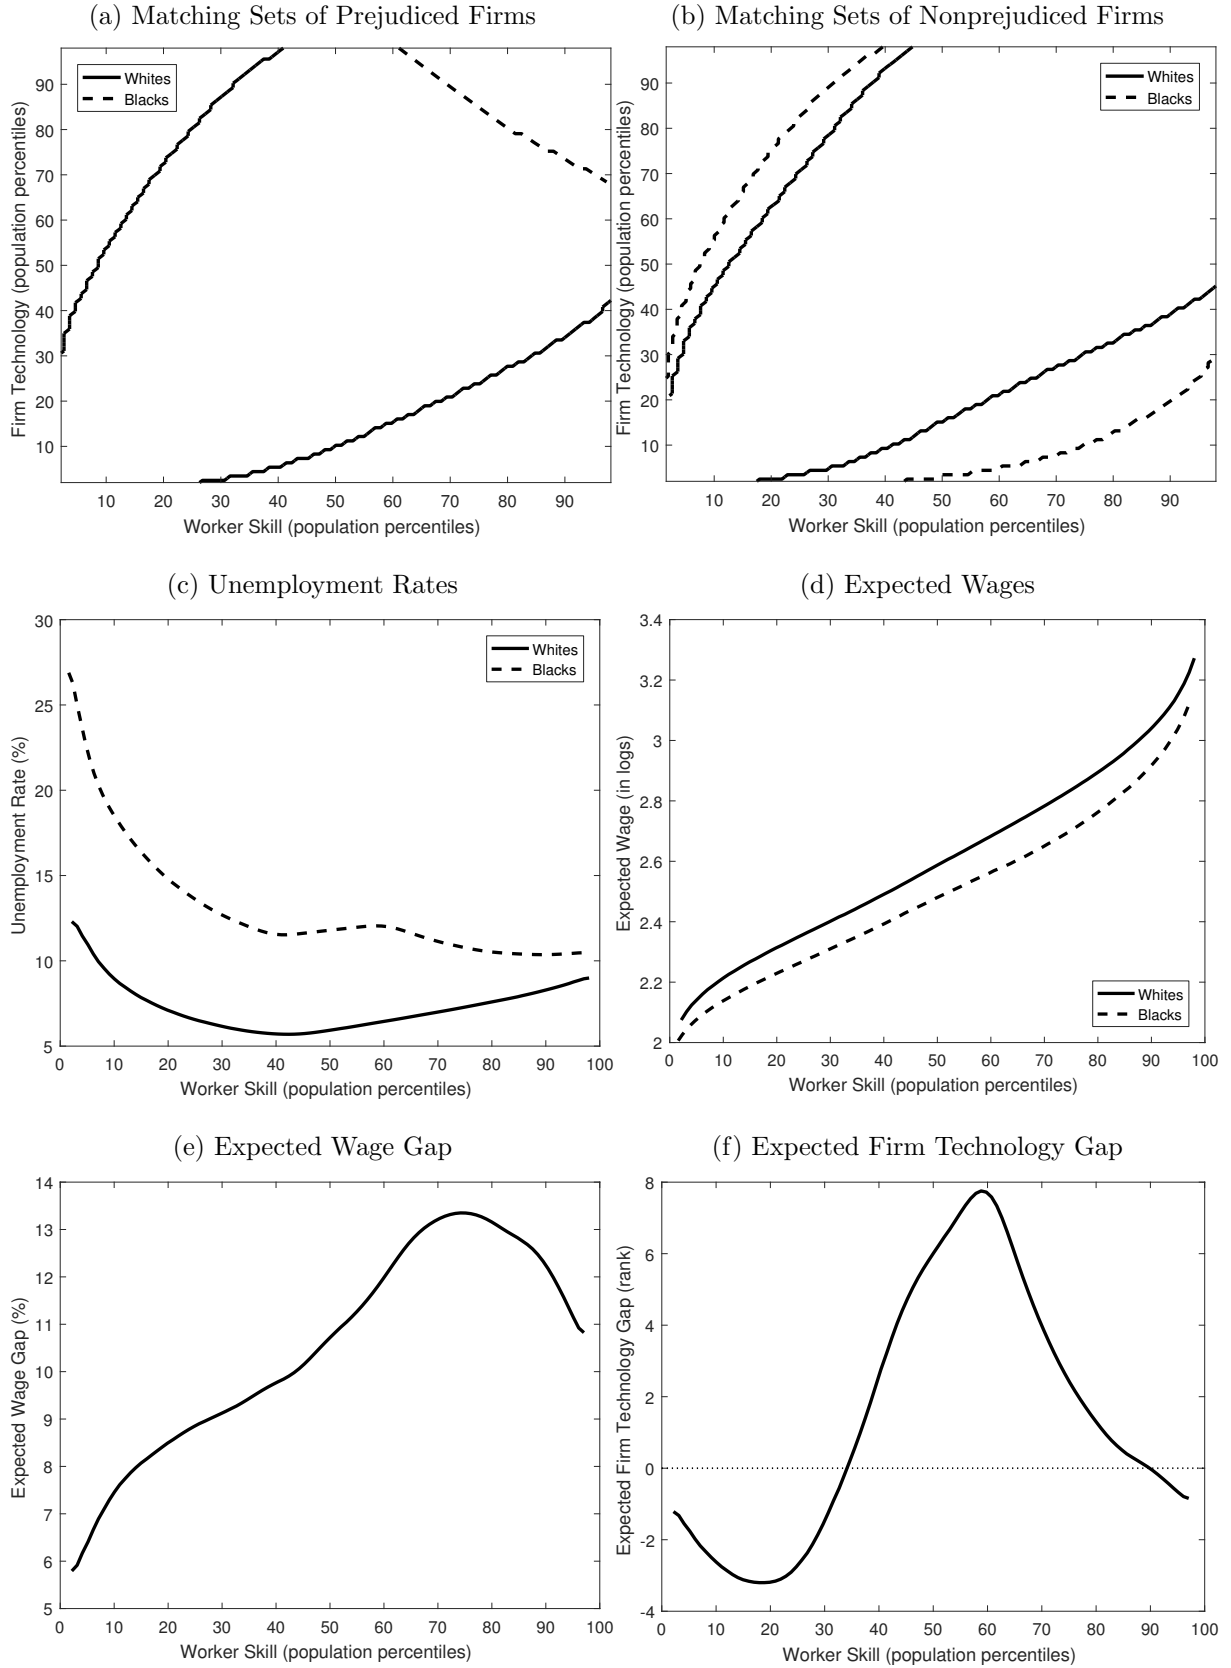 (a) Matching Sets of Prejudiced Firms
Firm Technology (population percentiles)
90
80
70
60
50
40
30
20
10
Whites
Blacks
10 20 30 40 50 60 70 80 90
Worker Skill (population percentiles)
(b) Matching Sets of Nonprejudiced Firms
Firm Technology (population percentiles)
90
80
70
60
50
40
30
20
10
Whites
Blacks
10 20 30 40 50 60 70 80 90
Worker Skill (population percentiles)
(c) Unemployment Rates
Unemployment Rate (%)
30
25
20
15
10
5
Whites
Blacks
0 10 20 30 40 50 60 70 80 90 100
Worker Skill (population percentiles)
(d) Expected Wages
Expected Wage (in logs)
3.4
3.2
3
2.8
2.6
2.4
2.2
2
Whites
Blacks
0 10 20 30 40 50 60 70 80 90 100
Worker Skill (population percentiles)
(e) Expected Wage Gap
Expected Wage Gap (%)
14
13
12
11
10
9
8
7
6
5
0 10 20 30 40 50 60 70 80 90 100
Worker Skill (population percentiles)
(f) Expected Firm Technology Gap
Expected Firm Technology Gap (rank)
8
6
4
2
0
-2
-4
0 10 20 30 40 50 60 70 80 90 100
Worker Skill (population percentiles)